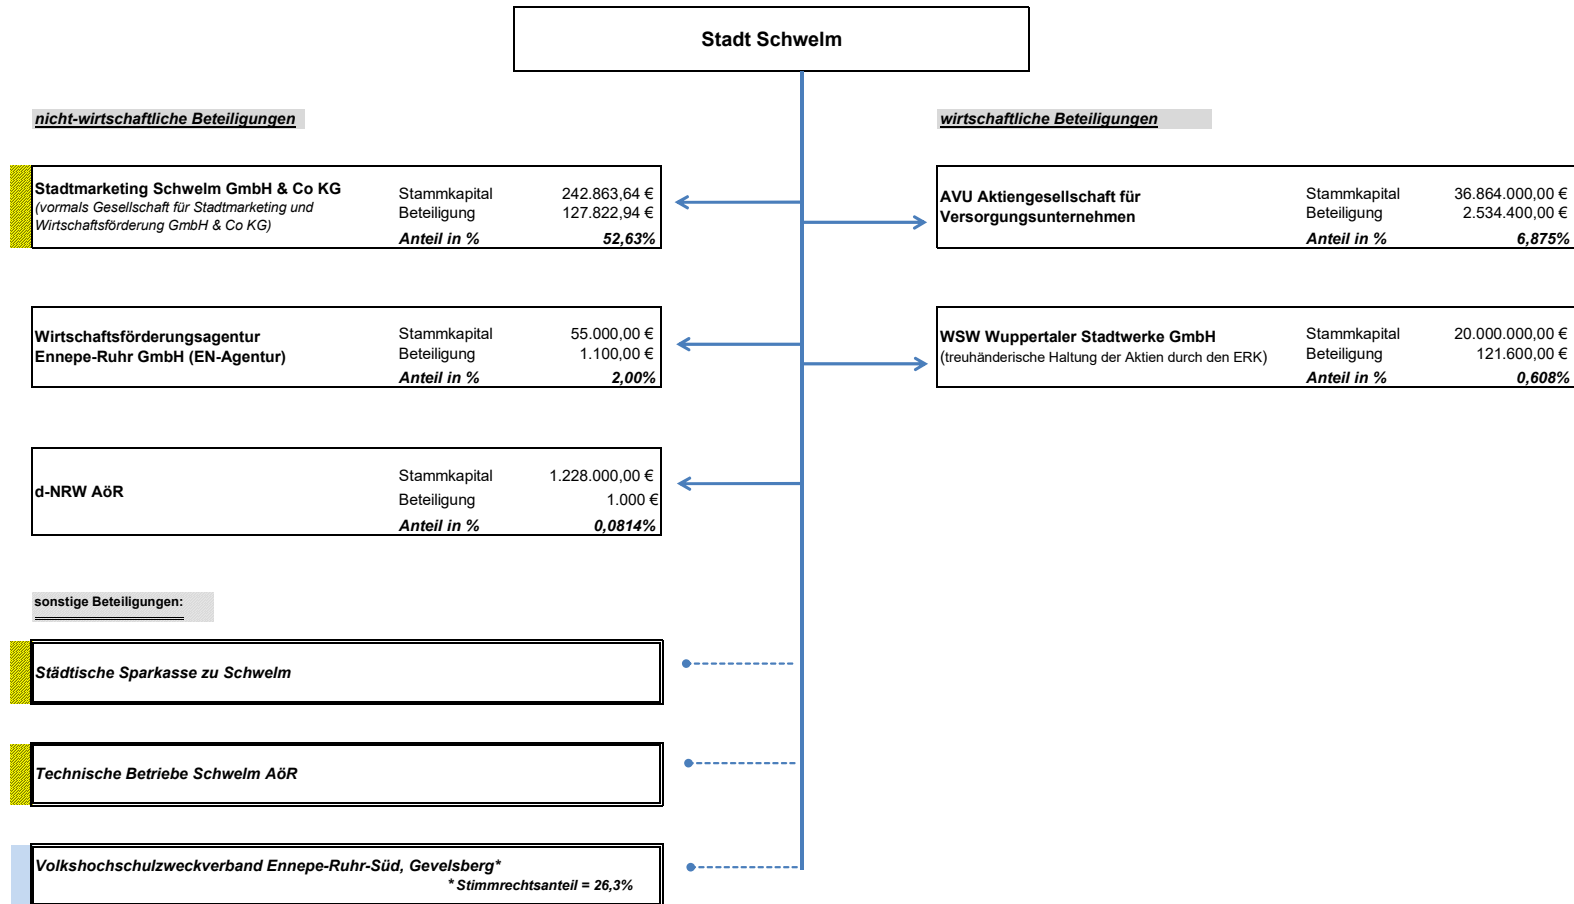 Stadt Schwelm
nicht-wirtschaftliche Beteiligungen
Stadtmarketing Schwelm GmbH & Co KG
(vormals Gesellschaft für Stadtmarketing und
Wirtschaftsförderung GmbH & Co KG)
Stammkapital 242.863,64 €
Beteiligung 127.822,94 €
Anteil in % 52,63%
Wirtschaftsförderungsagentur
Ennepe-Ruhr GmbH (EN-Agentur)
Stammkapital 55.000,00 €
Beteiligung 1.100,00 €
Anteil in % 2,00%
d-NRW AöR
Stammkapital 1.228.000,00 €
Beteiligung 1.000 €
Anteil in % 0,0814%
sonstige Beteiligungen:
Städtische Sparkasse zu Schwelm
Technische Betriebe Schwelm AöR
Volkshochschulzweckverband Ennepe-Ruhr-Süd, Gevelsberg*
* Stimmrechtsanteil = 26,3%
wirtschaftliche Beteiligungen
AVU Aktiengesellschaft für
Versorgungsunternehmen
Stammkapital 36.864.000,00 €
Beteiligung 2.534.400,00 €
Anteil in % 6,875%
WSW Wuppertaler Stadtwerke GmbH
(treuhänderische Haltung der Aktien durch den ERK)
Stammkapital 20.000.000,00 €
Beteiligung 121.600,00 €
Anteil in % 0,608%